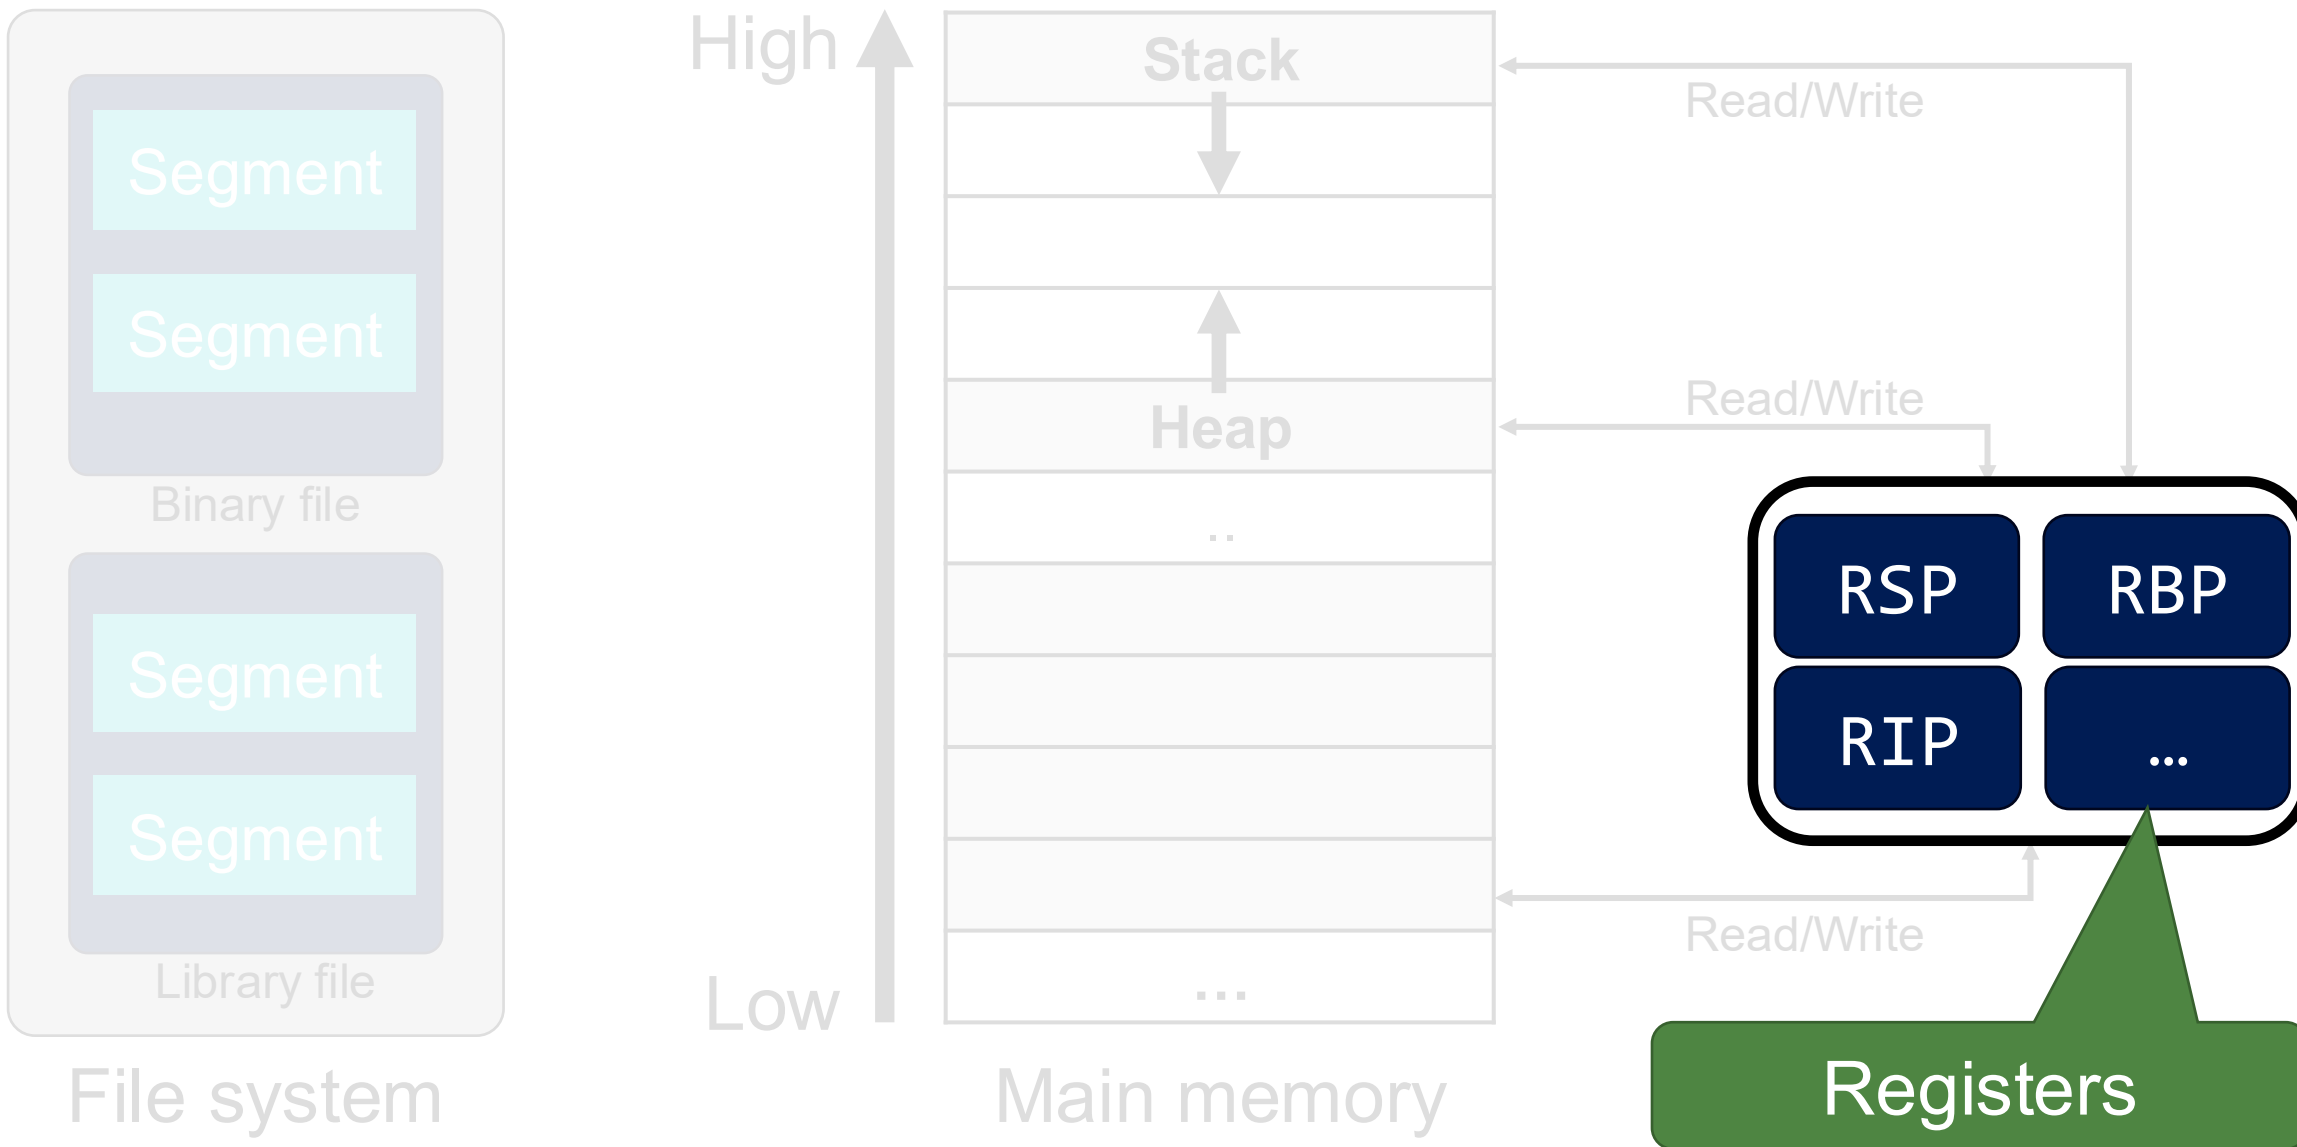 Segment
Segment
Binary file
Segment
Segment
Library file
File system
High
Low
Stack
Heap
..
...
Main memory
Read/Write
Read/Write
Read/Write
RSP
RBP
RIP
…
Registers